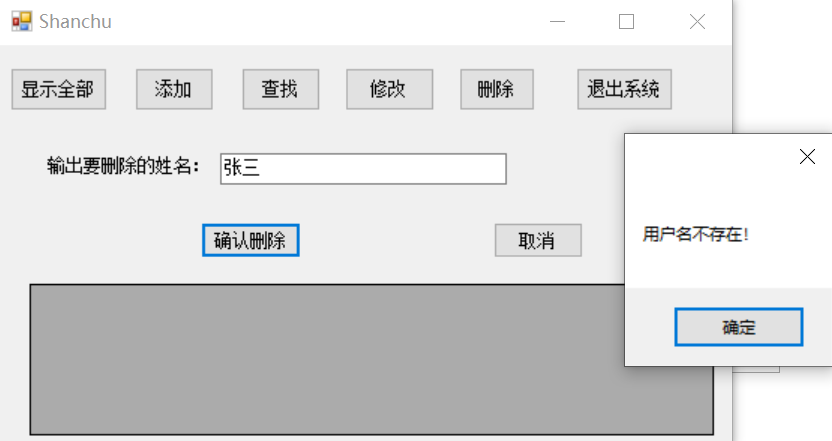 Shanchu
显示全部 添加 查找 修改 删除 退出系统
输出要删除的姓名： 张三
用户名不存在!
确认删除 取消
确定